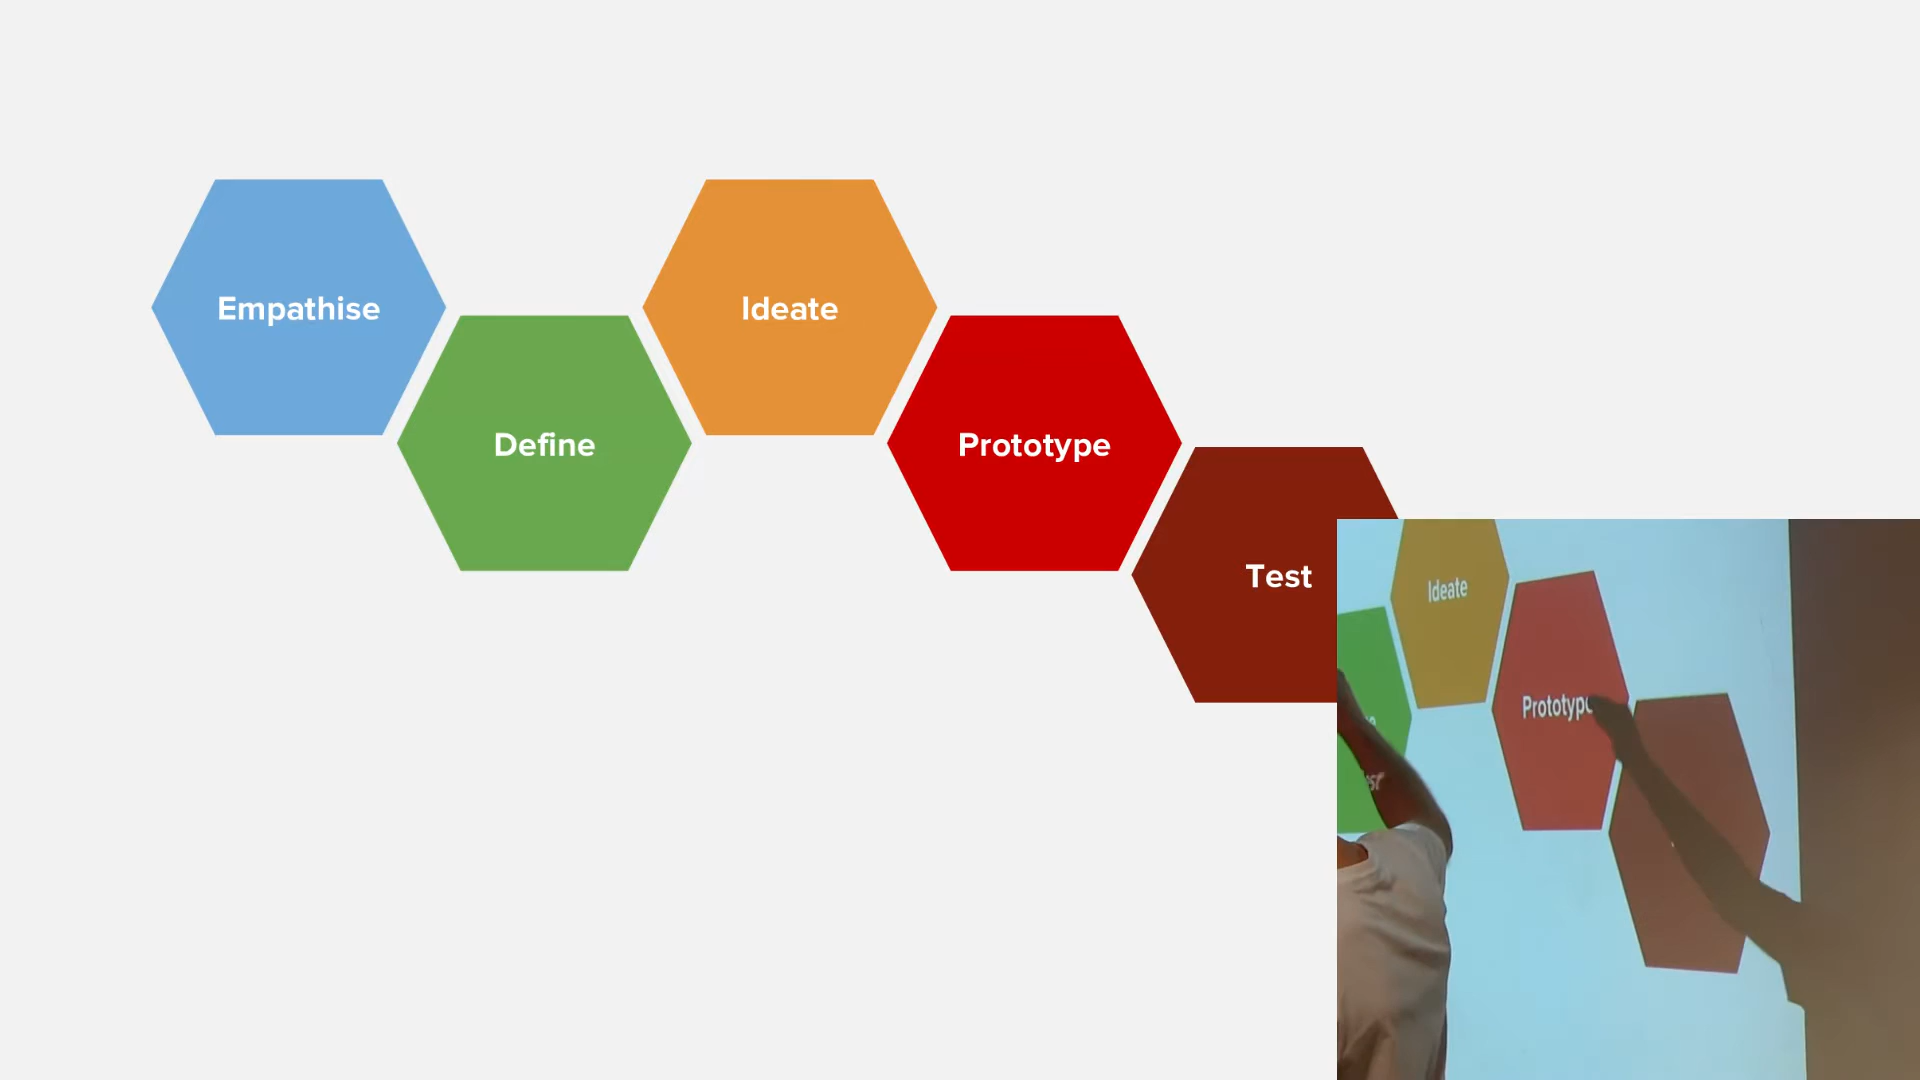 Empathise
Define
Ideate
Prototype
Test
Ideate
Prototype